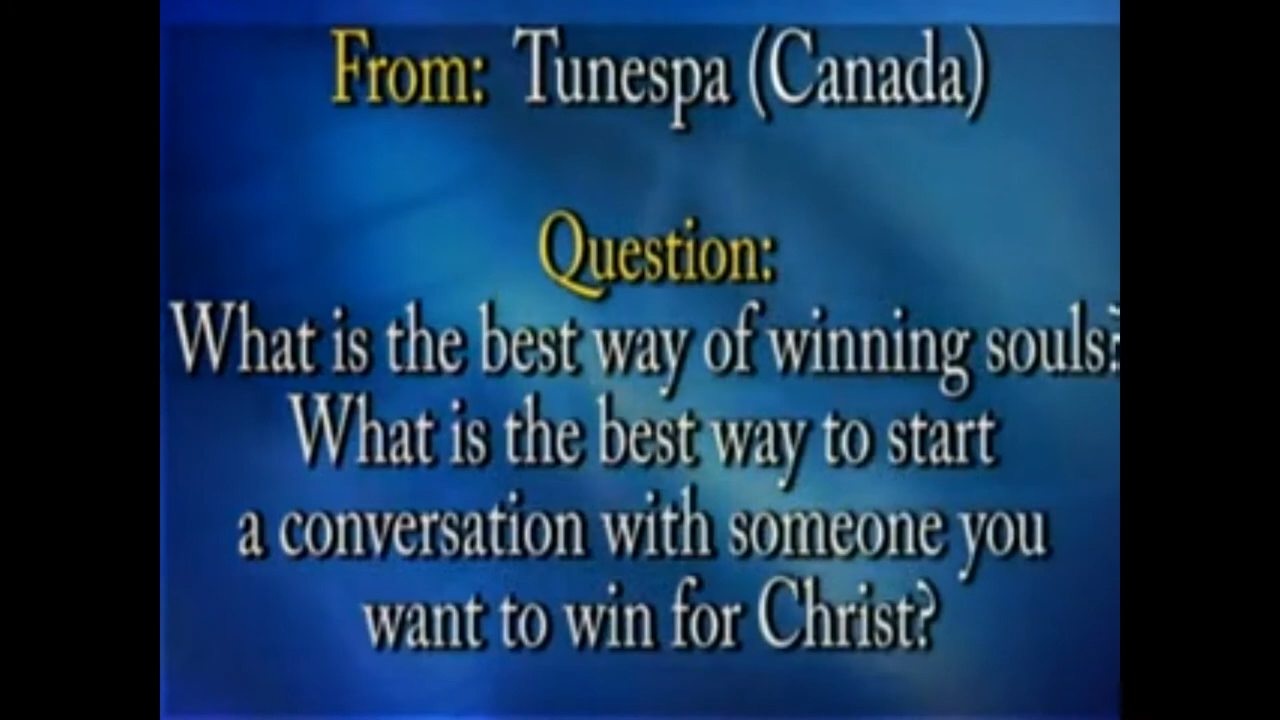 From: Tunespa (Canada)
Question:
What is the best way of winning souls?
What is the best way to start
a conversation with someone you
want to win for Christ?